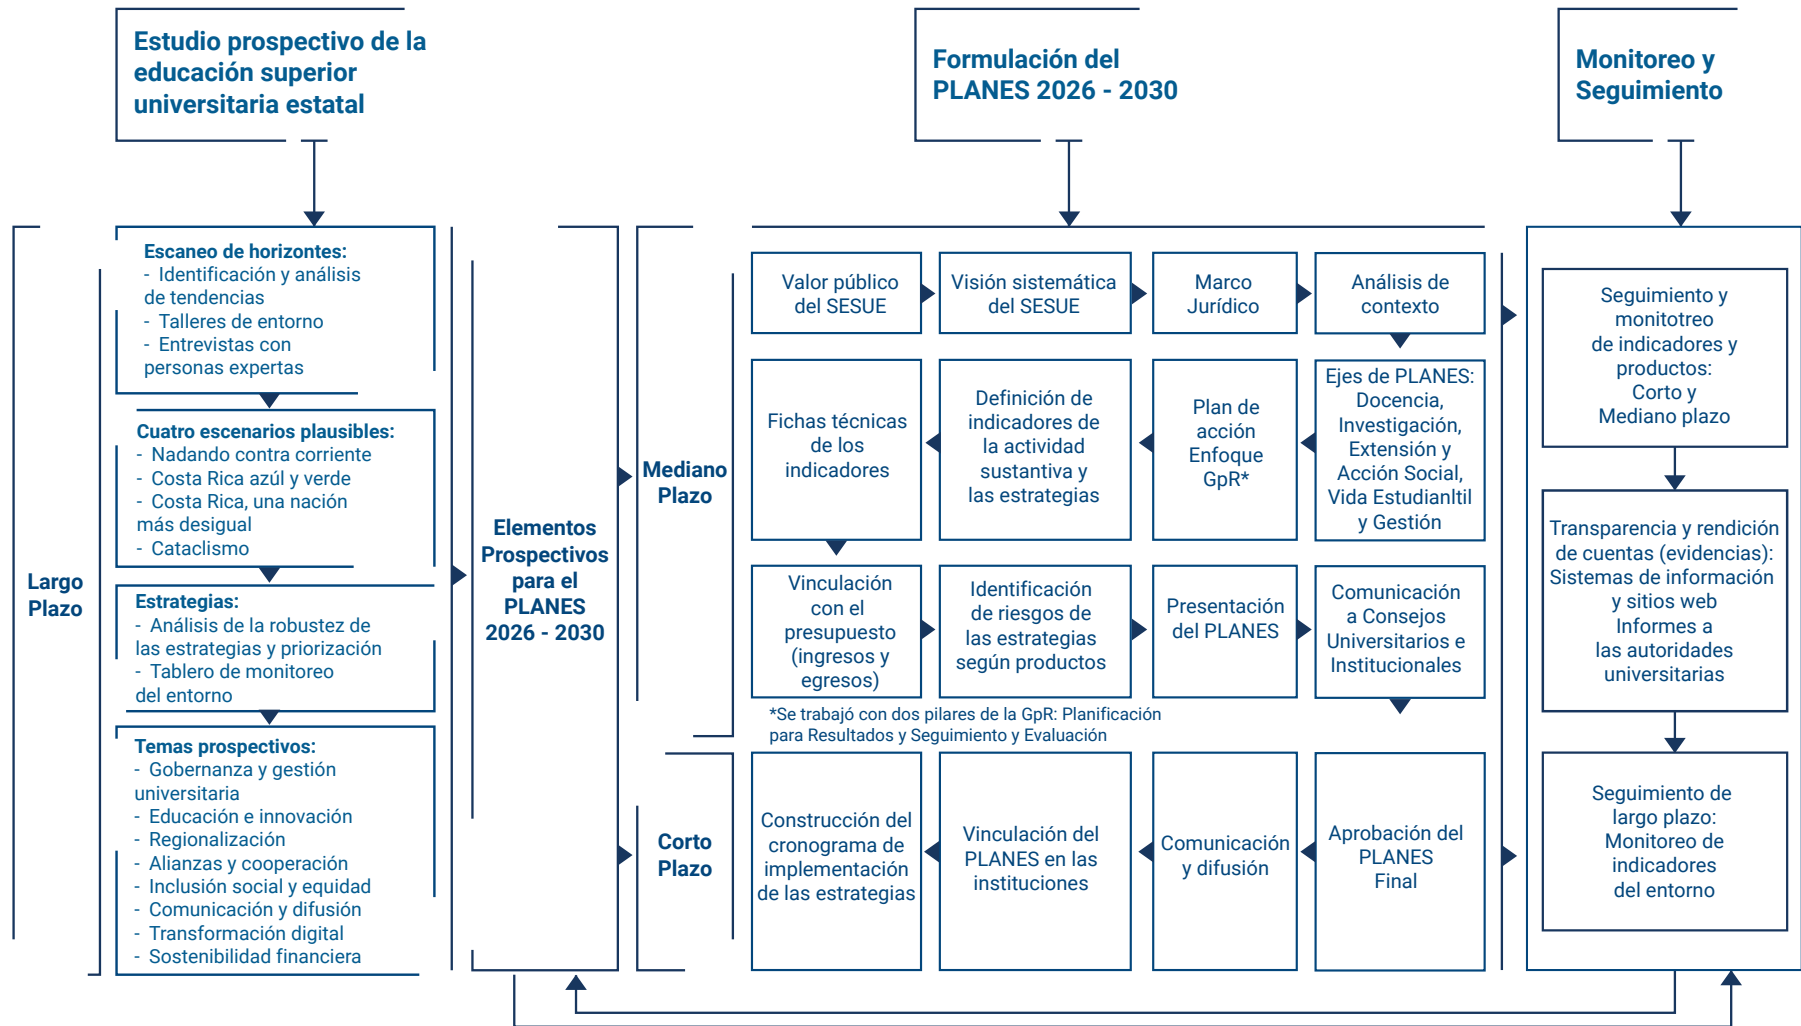 Estudio prospectivo de la
educación superior
universitaria estatal
Formulación del
PLANES 2026 - 2030
Monitoreo y
Seguimiento
Largo
Plazo
Escaneo de horizontes:
- Identificación y análisis
de tendencias
- Talleres de entorno
- Entrevistas con
personas expertas
Cuatro escenarios plausibles:
- Nadando contra corriente
- Costa Rica azúl y verde
- Costa Rica, una nación
más desigual
- Cataclismo
Estrategias:
- Análisis de la robustez de
las estrategias y priorización
- Tablero de monitoreo
del entorno
Temas prospectivos:
- Gobernanza y gestión
universitaria
- Educación e innovación
- Regionalización
- Alianzas y cooperación
- Inclusión social y equidad
- Comunicación y difusión
- Transformación digital
- Sostenibilidad financiera
Elementos
Prospectivos
para el
PLANES
2026 - 2030
Mediano
Plazo
Valor público
del SESUE
Visión sistemática
del SESUE
Marco
Jurídico
Análisis de
contexto
Ejes de PLANES:
Docencia,
Investigación,
Extensión y
Acción Social,
Vida Estudianltil
y Gestión
Plan de
acción
Enfoque
GpR*
Definición de
indicadores de
la actividad
sustantiva y
las estrategias
Fichas técnicas
de los
indicadores
Vinculación
con el
presupuesto
(ingresos y
egresos)
Identificación
de riesgos de
las estrategias
según productos
Presentación
del PLANES
Comunicación
a Consejos
Universitarios e
Institucionales
*Se trabajó con dos pilares de la GpR: Planificación
para Resultados y Seguimiento y Evaluación
Corto
Plazo
Aprobación del
PLANES
Final
Comunicación
y difusión
Vinculación del
PLANES en las
instituciones
Construcción del
cronograma de
implementación
de las estrategias
Seguimiento y
monitotreo
de indicadores y
productos:
Corto y
Mediano plazo
Transparencia y rendición
de cuentas (evidencias):
Sistemas de información
y sitios web
Informes a
las autoridades
universitarias
Seguimiento de
largo plazo:
Monitoreo de
indicadores
del entorno